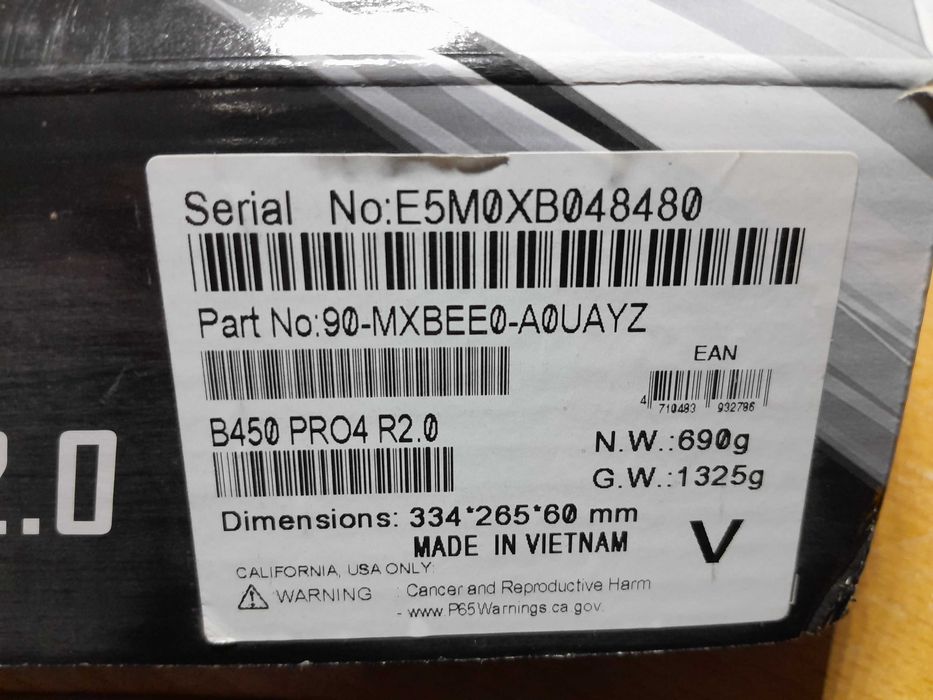 Serial No:E5M0XB048480
Part No:90-MXBEE0-A0UAYZ
EAN
4 710483 932786
B450 PRO4 R2.0
N.W.:690g
G.W.:1325g
Dimensions: 334*265*60 mm
MADE IN VIETNAM
V
CALIFORNIA, USA ONLY:
WARNING : Cancer and Reproductive Harm
- www.P65Warnings.ca.gov.
.0